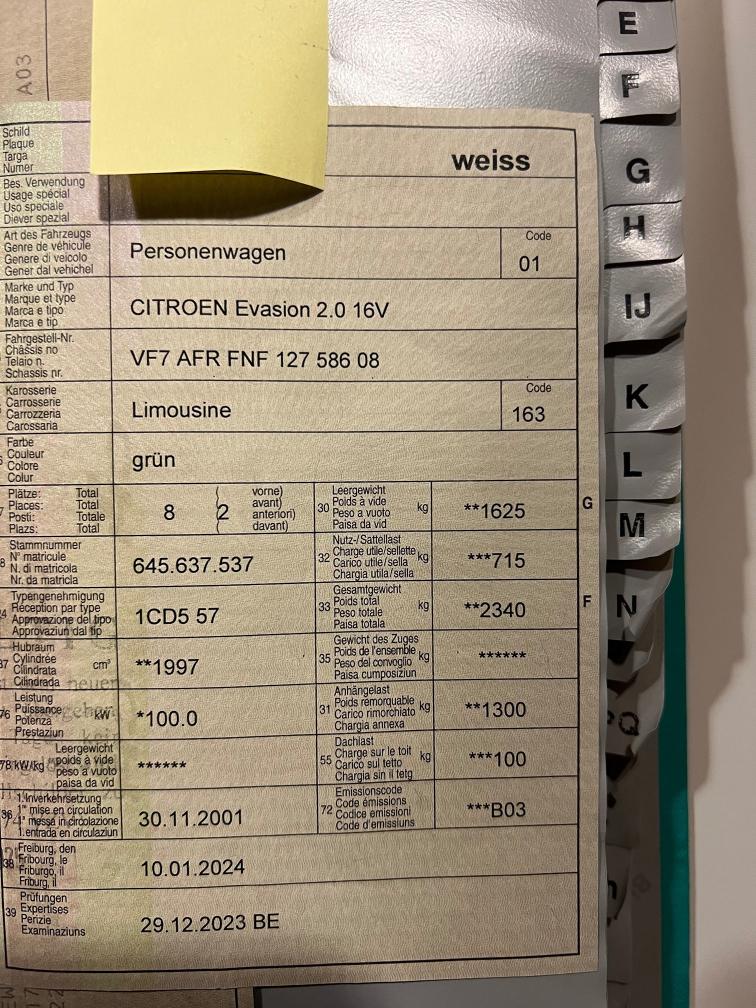 A03
E
F
G
H
IJ
K
L
M
N
Q
Schild
Plaque
Targa
Numer
weiss
Bes. Verwendung
Usage spécial
Uso speciale
Diever spezial
Art des Fahrzeugs
Genre de véhicule
Genere di veicolo
Gener dal vehichel
Personenwagen
Code
01
Marke und Typ
Marque et type
Marca e tipo
Marca e tip
CITROEN Evasion 2.0 16V
Fahrgestell-Nr.
Châssis no
Telaio n.
Schassis nr.
VF7 AFR FNF 127 586 08
Karosserie
Carrosserie
Carrozzeria
Carossaria
Limousine
Code
163
Farbe
Couleur
Colore
Colur
grün
Plätze: Total
Places: Total
Posti: Totale
Plazs: Total
8 ( 2
vorne)
avant)
anteriori)
davant)
30
Leergewicht
Poids à vide
Peso a vuoto
Paisa da vid
kg
**1625
G
Stammnummer
N° matricule
N. di matricola
Nr. da matricla
645.637.537
32
Nutz-/Sattellast
Charge utile/sellette
Carico utile/sella
Chargia utila/sella
kg
***715
Typengenehmigung
Réception par type
Approvazione del tipo
Approvaziun dal tip
1CD5 57
33
Gesamtgewicht
Poids total
Peso totale
Paisa totala
kg
**2340
F
37
Hubraum
Cylindrée
Cilindrata
Cilindrada
cm³
**1997
35
Gewicht des Zuges
Poids de l'ensemble
Peso del convoglio
Paisa cumposiziun
kg
******
76
Leistung
Puissance
Potenza
Prestaziun
kW
*100.0
31
Anhängelast
Poids remorquable
Carico rimorchiato
Chargia annexa
kg
**1300
78 kW/kg
Leergewicht
poids à vide
peso a vuoto
paisa da vid
******
55
Dachlast
Charge sur le toit
Carico sul tetto
Chargia sin il tetg
kg
***100
36
1. Inverkehrsetzung
1re mise en circulation
1a messa in circolazione
1. entrada en circulaziun
30.11.2001
72
Emissionscode
Code émissions
Codice emissioni
Code d'emissiuns
***B03
38
Freiburg, den
Fribourg, le
Friburgo, il
Friburg, il
10.01.2024
39
Prüfungen
Expertises
Perizie
Examinaziuns
29.12.2023 BE